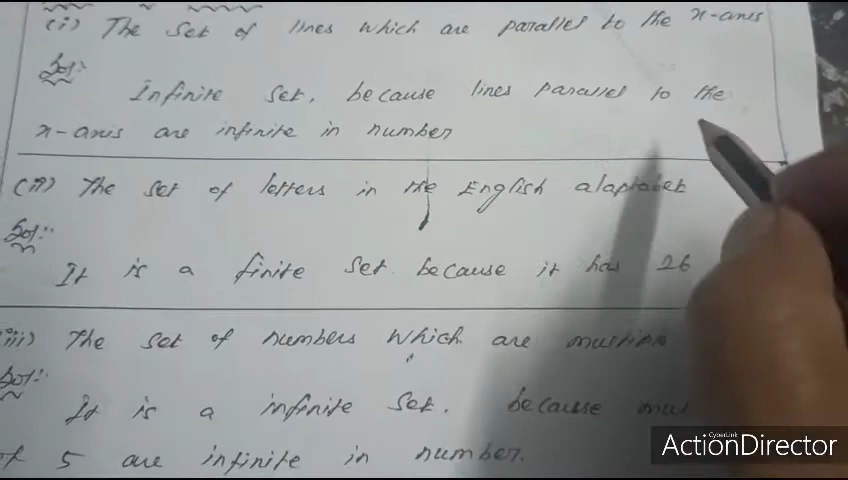 (i) The set of lines which are parallel to the x-axis
Sol:-
Infinite set, because lines parallel to the
x-axis are infinite in number
(ii) The set of letters in the English alaphabet
Sol:-
It is a finite set because it has 26
iii) The set of numbers which are
Sol:-
It is a infinite set. because mul
of 5 are infinite in number.
CyberLink
ActionDirector